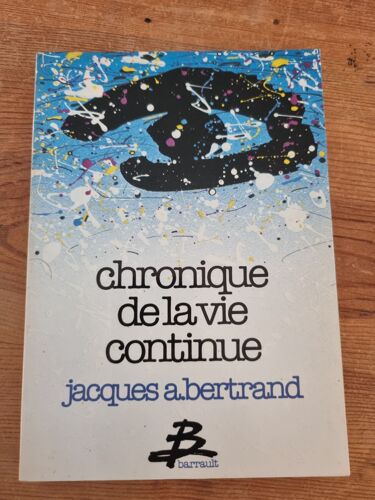 chronique
de la vie
continue
jacques a.bertrand
B
barrault